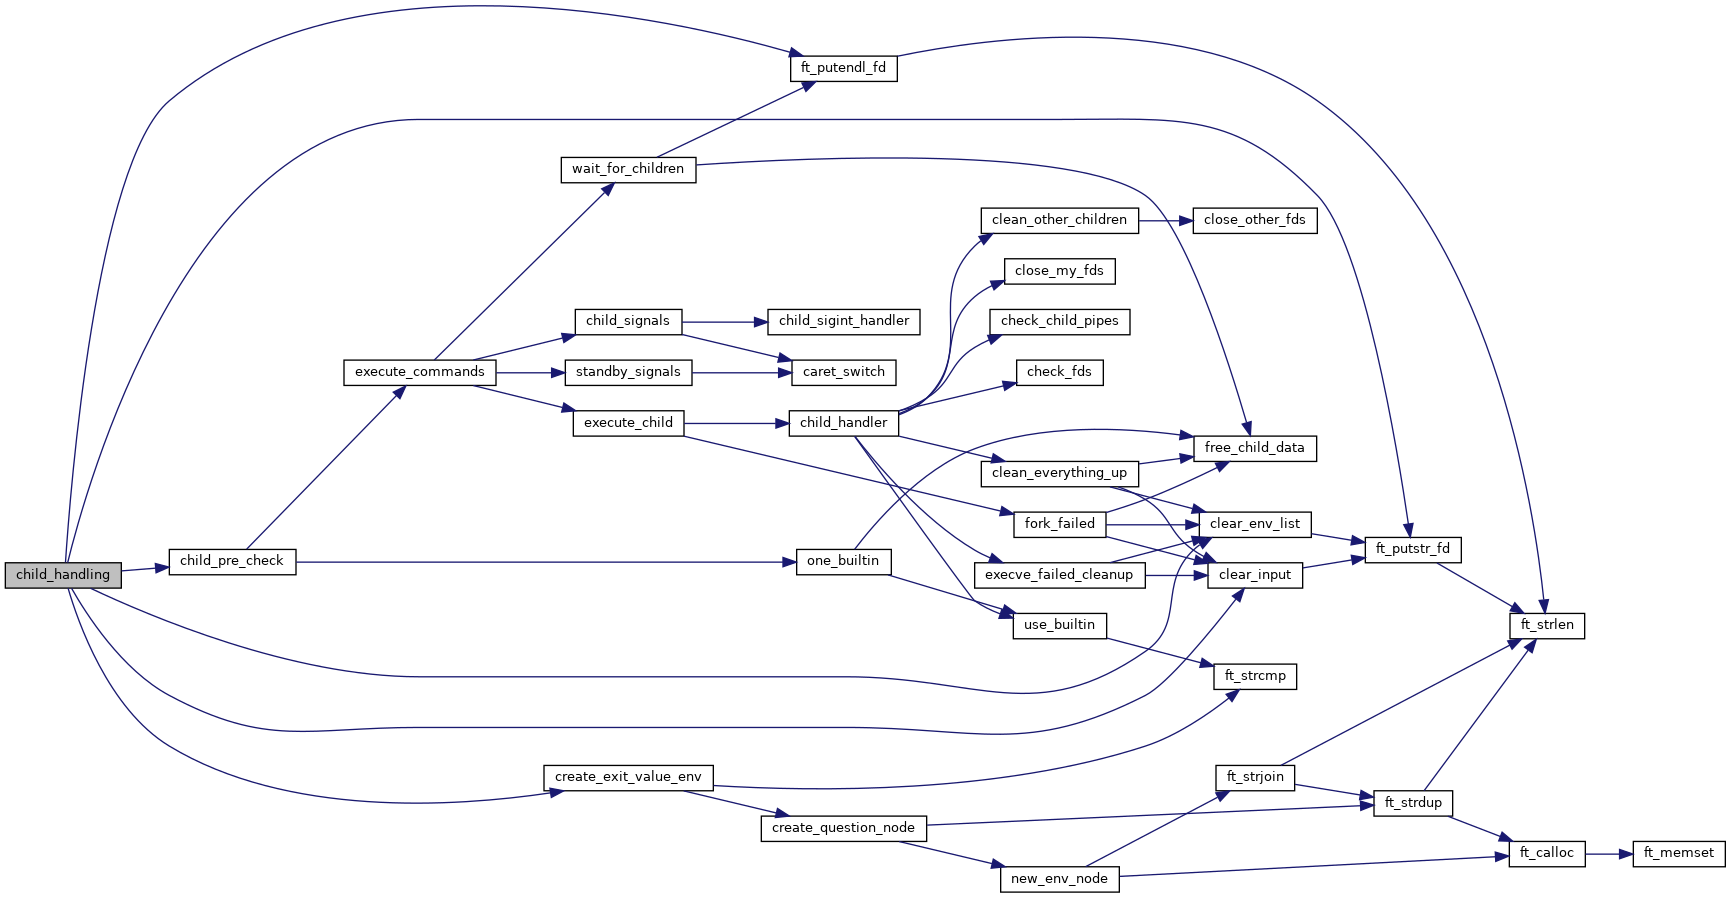 ft_putendl_fd
wait_for_children
clean_other_children
close_other_fds
close_my_fds
child_signals
child_sigint_handler
check_child_pipes
execute_commands
standby_signals
caret_switch
check_fds
execute_child
child_handler
free_child_data
clean_everything_up
fork_failed
clear_env_list
ft_putstr_fd
child_handling
child_pre_check
one_builtin
execve_failed_cleanup
clear_input
use_builtin
ft_strlen
ft_strcmp
create_exit_value_env
ft_strjoin
ft_strdup
create_question_node
ft_calloc
ft_memset
new_env_node